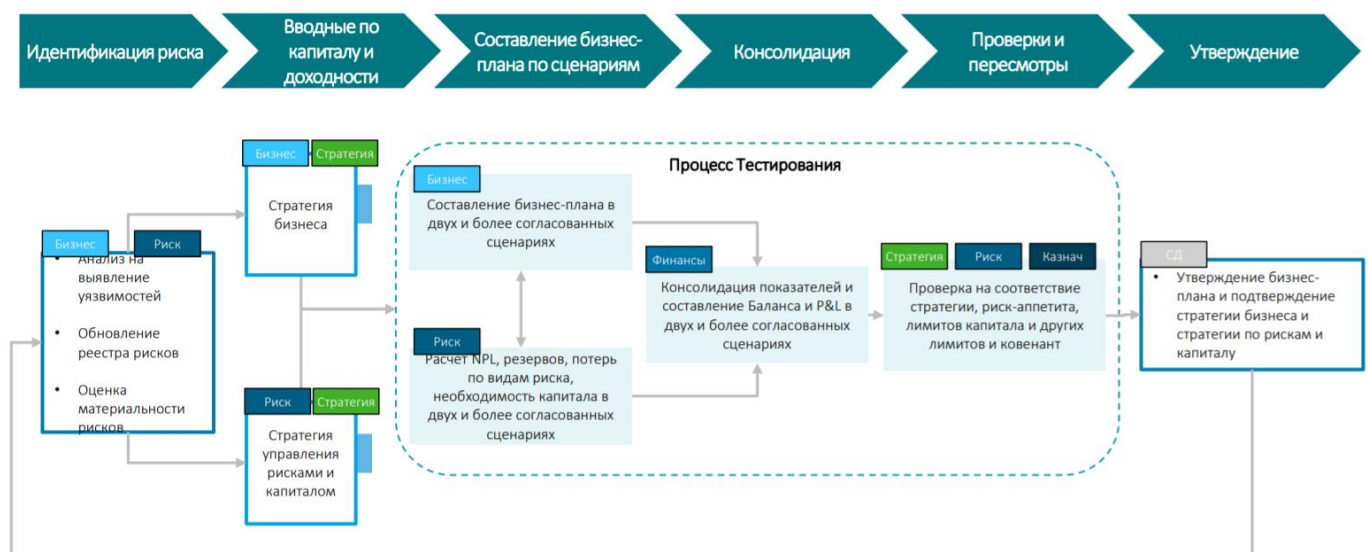 Идентификация риска
Вводные по
капиталу и
доходности
Составление бизнес-
плана по сценариям
Консолидация
Проверки и
пересмотры
Утверждение
Бизнес
Риск
• Анализ на
выявление
уязвимостей
• Обновление
реестра рисков
• Оценка
материальности
рисков
Бизнес
Стратегия
Стратегия
бизнеса
Риск
Стратегия
Стратегия
управления
рисками и
капиталом
Процесс Тестирования
Бизнес
Составление бизнес-плана в
двух и более согласованных
сценариях
Риск
Расчет NPL, резервов, потерь
по видам риска,
необходимость капитала в
двух и более согласованных
сценариях
Финансы
Консолидация показателей и
составление Баланса и P&L в
двух и более согласованных
сценариях
Стратегия
Риск
Казнач
Проверка на соответствие
стратегии, риск-аппетита,
лимитов капитала и других
лимитов и ковенант
СД
• Утверждение бизнес-
плана и подтверждение
стратегии бизнеса и
стратегии по рискам и
капиталу